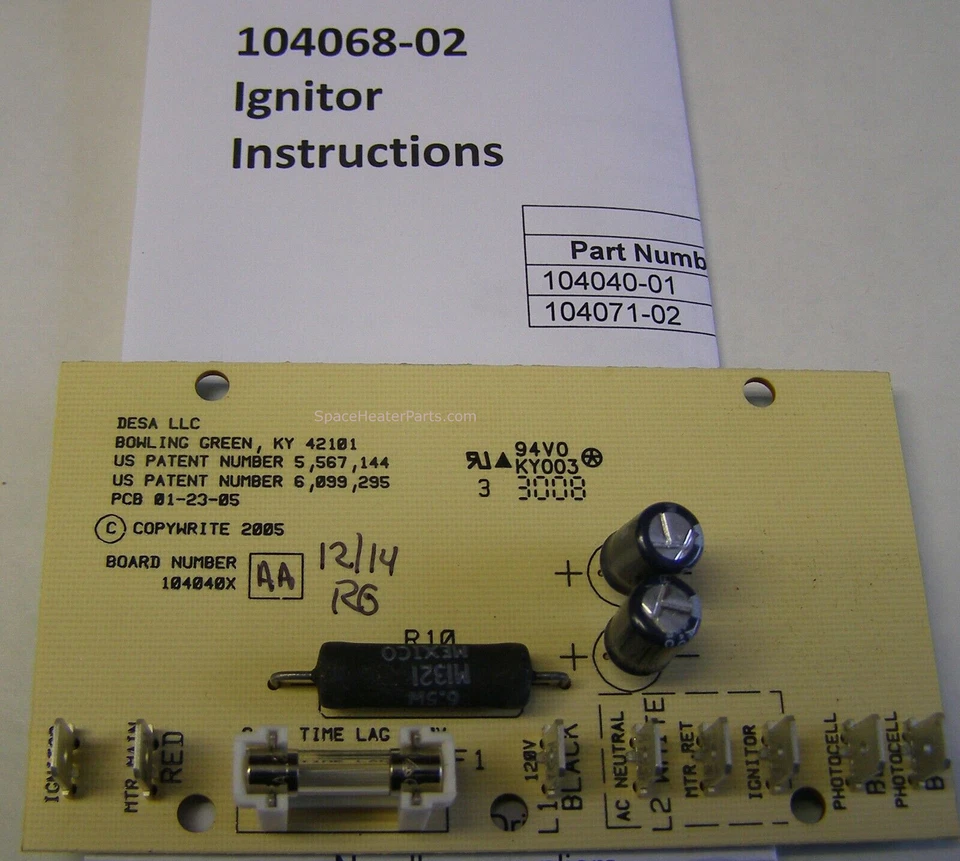 104068-02
Ignitor
Instructions
Part Numb
104040-01
104071-02
SpaceHeaterParts.com
DESA LLC
BOWLING GREEN, KY 42101
US PATENT NUMBER 5,567,144
US PATENT NUMBER 6,099,295
PCB 01-23-05
C COPYWRITE 2005
94V0
KY003
3 3008
BOARD NUMBER
104040X
AA
12/14
RG
R10
MEXICO
M1321
6.5W
TIME LAG
F1
MTR MAIN
RED
L1 120V
BLACK
AC NEUTRAL
L2 WHITE
MTR RET
IGNITOR
PHOTOCELL
PHOTOCELL